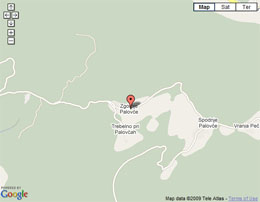 Map Sat Ter
Zgornje
Palovče
Trebelno pri
Palovčah
Spodnje
Palovče
Vranja Peč
POWERED BY
Google
Map data ©2009 Tele Atlas - Terms of Use